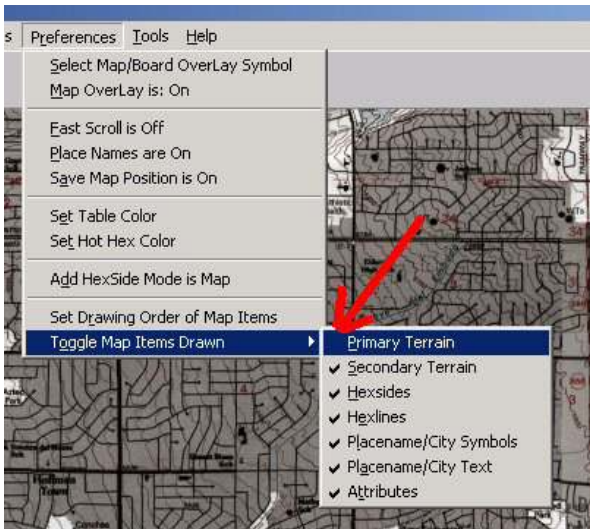 s Preferences Tools Help
Select Map/Board OverLay Symbol
Map OverLay is: On
Fast Scroll is Off
Place Names are On
Save Map Position is On
Set Table Color
Set Hot Hex Color
Add HexSide Mode is Map
Set Drawing Order of Map Items
Toggle Map Items Drawn
Primary Terrain
Secondary Terrain
Hexsides
Hexlines
Placename/City Symbols
Placename/City Text
Attributes
Hoffman
Town